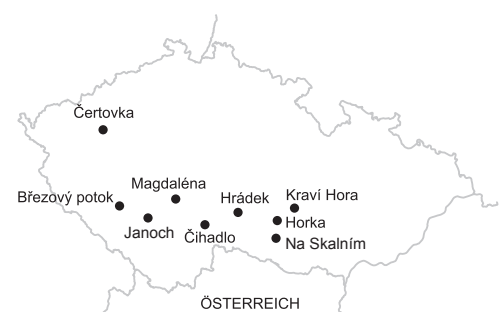 Čertovka
Magdaléna
Březový potok
Hrádek
Kraví Hora
Horka
Janoch
Čihadlo
Na Skalním
ÖSTERREICH